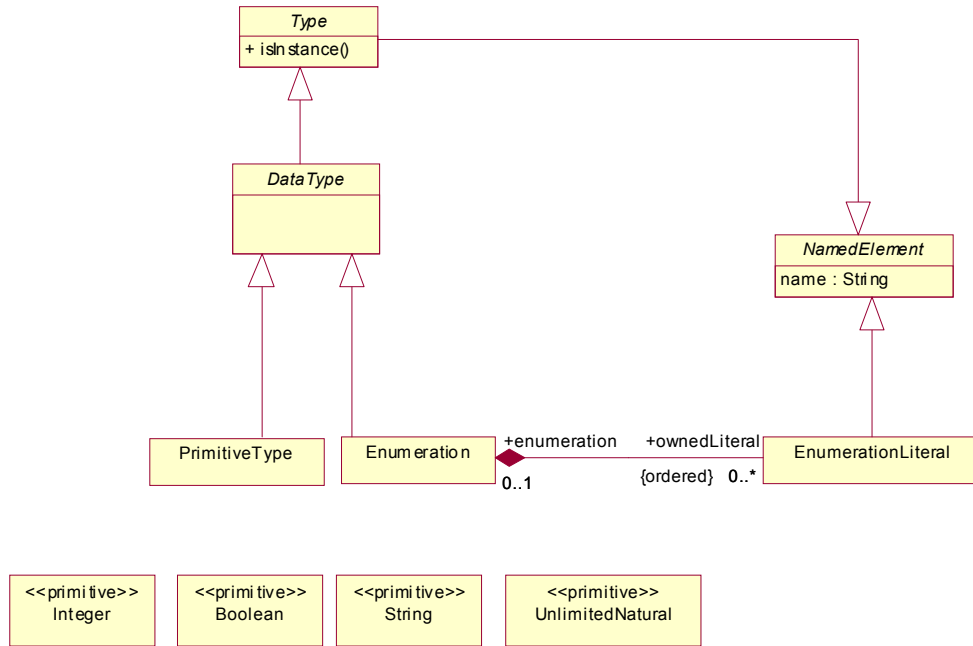 Type
+ isInstance()
DataType
NamedElement
name : String
PrimitiveType
Enumeration
+enumeration
0..1
+ownedLiteral
{ordered} 0..*
EnumerationLiteral
<<primitive>>
Integer
<<primitive>>
Boolean
<<primitive>>
String
<<primitive>>
UnlimitedNatural